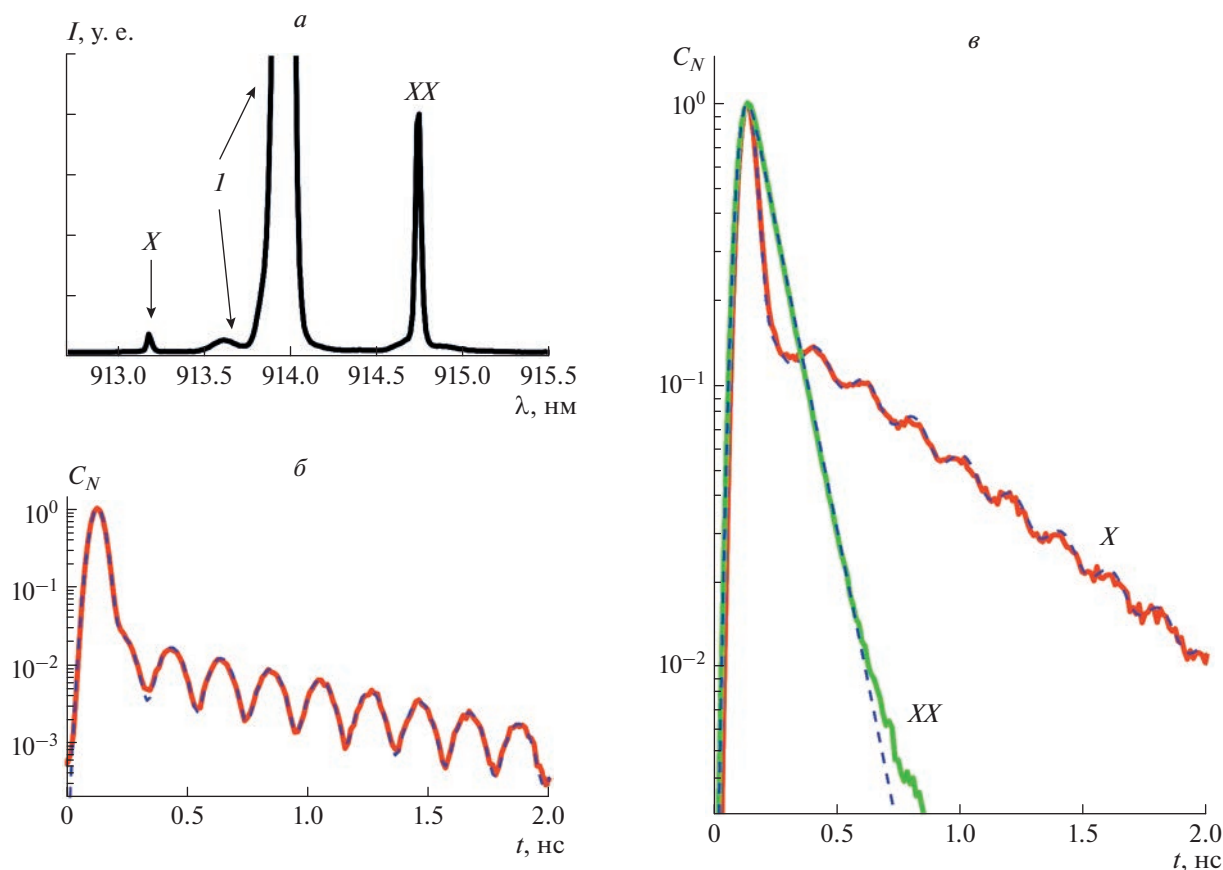 а
I, у. е.
XX
1
X
913.0 913.5 914.0 914.5 915.0 915.5
λ, нм
б
C_N
10^0
10^{-1}
10^{-2}
10^{-3}
0 0.5 1.0 1.5 2.0
t, нс
в
C_N
10^0
10^{-1}
X
10^{-2}
XX
0 0.5 1.0 1.5 2.0
t, нс